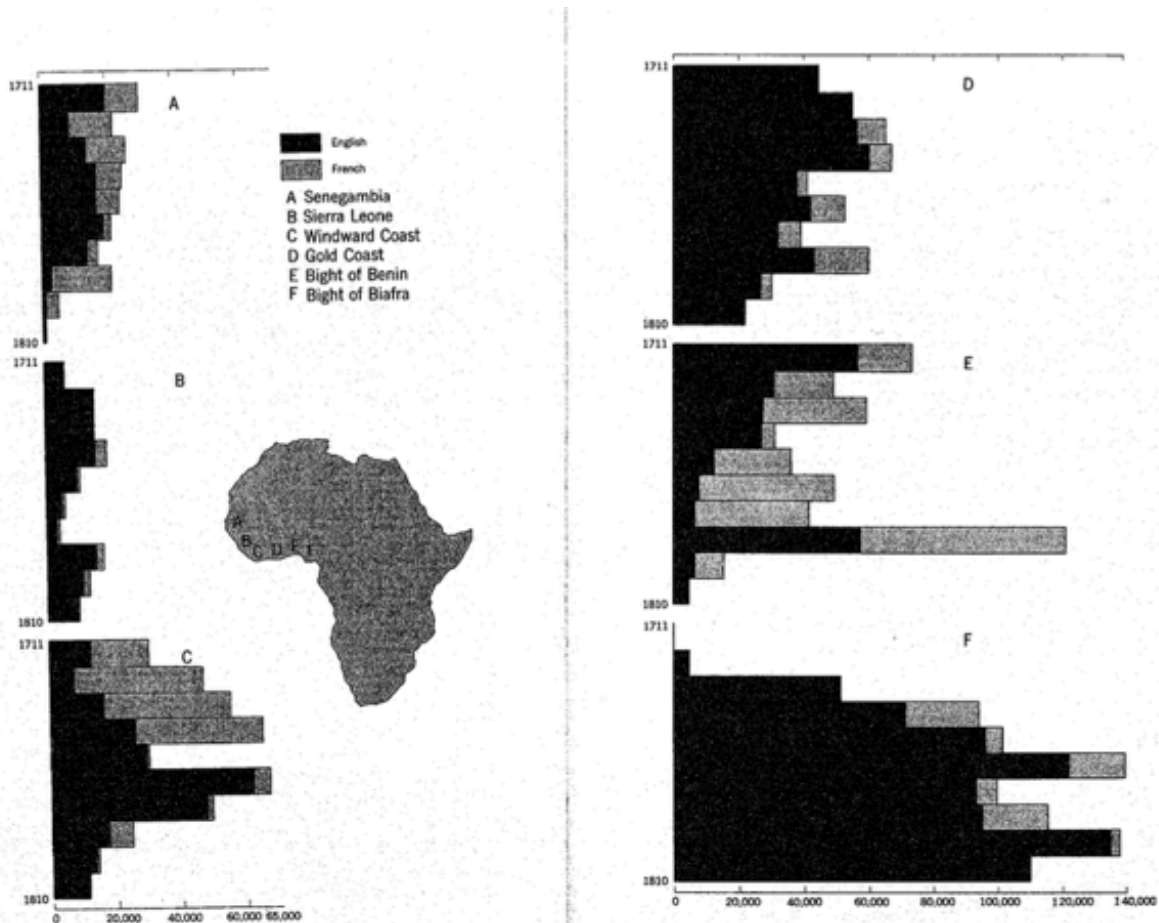 1711
A
English
French
A Senegambia
B Sierra Leone
C Windward Coast
D Gold Coast
E Bight of Benin
F Bight of Biafra
1810
1711
B
1810
1711
C
1810
0 20,000 40,000 60,000 65,000
A
B
C D E F
1711
D
1810
1711
E
1810
1711
F
1810
0 20,000 40,000 60,000 80,000 100,000 120,000 140,000